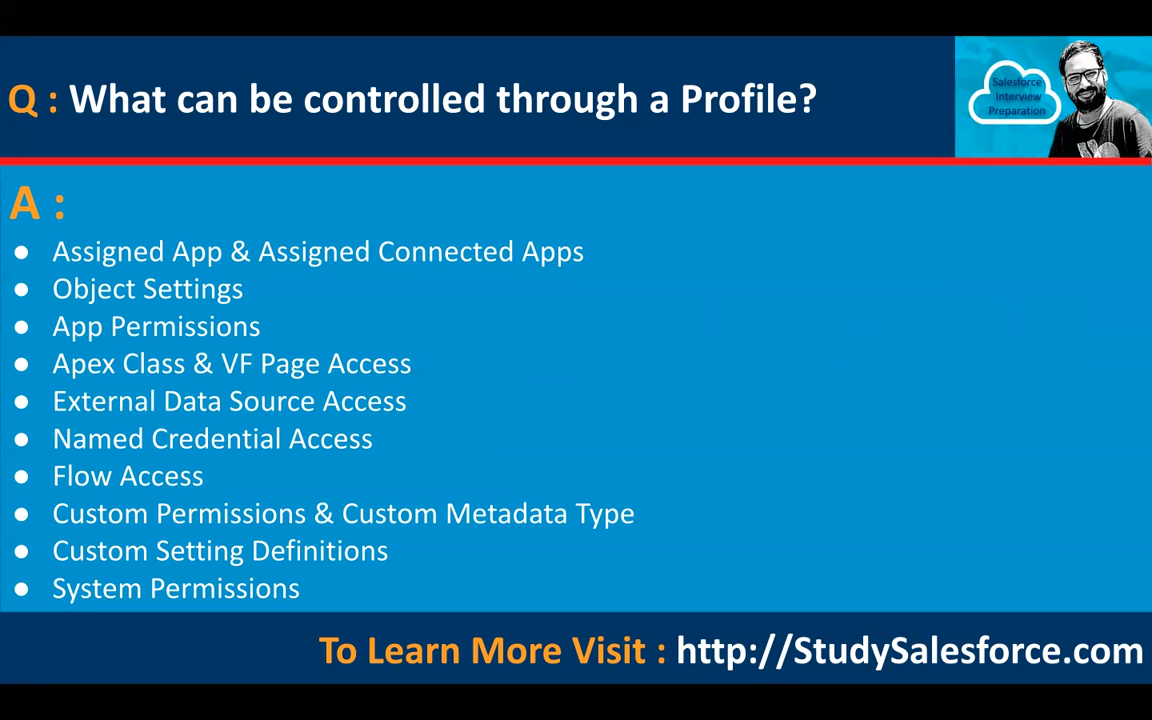 Q : What can be controlled through a Profile?
Salesforce
Interview
Preparation
A :
● Assigned App & Assigned Connected Apps
● Object Settings
● App Permissions
● Apex Class & VF Page Access
● External Data Source Access
● Named Credential Access
● Flow Access
● Custom Permissions & Custom Metadata Type
● Custom Setting Definitions
● System Permissions
To Learn More Visit : http://StudySalesforce.com